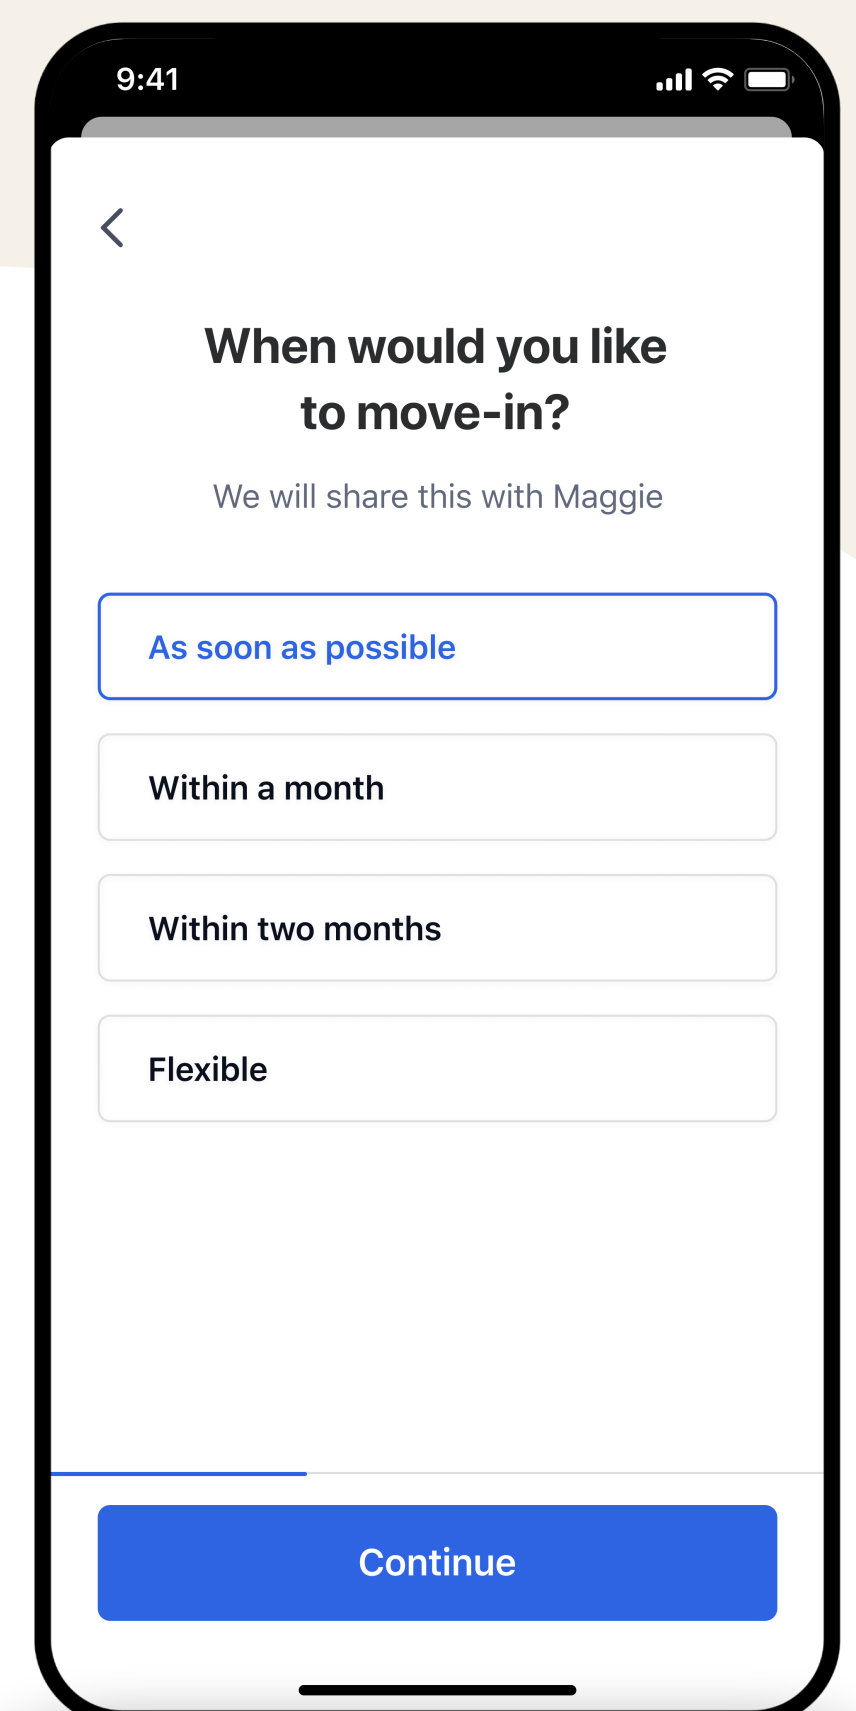 9:41
When would you like
to move-in?
We will share this with Maggie
As soon as possible
Within a month
Within two months
Flexible
Continue